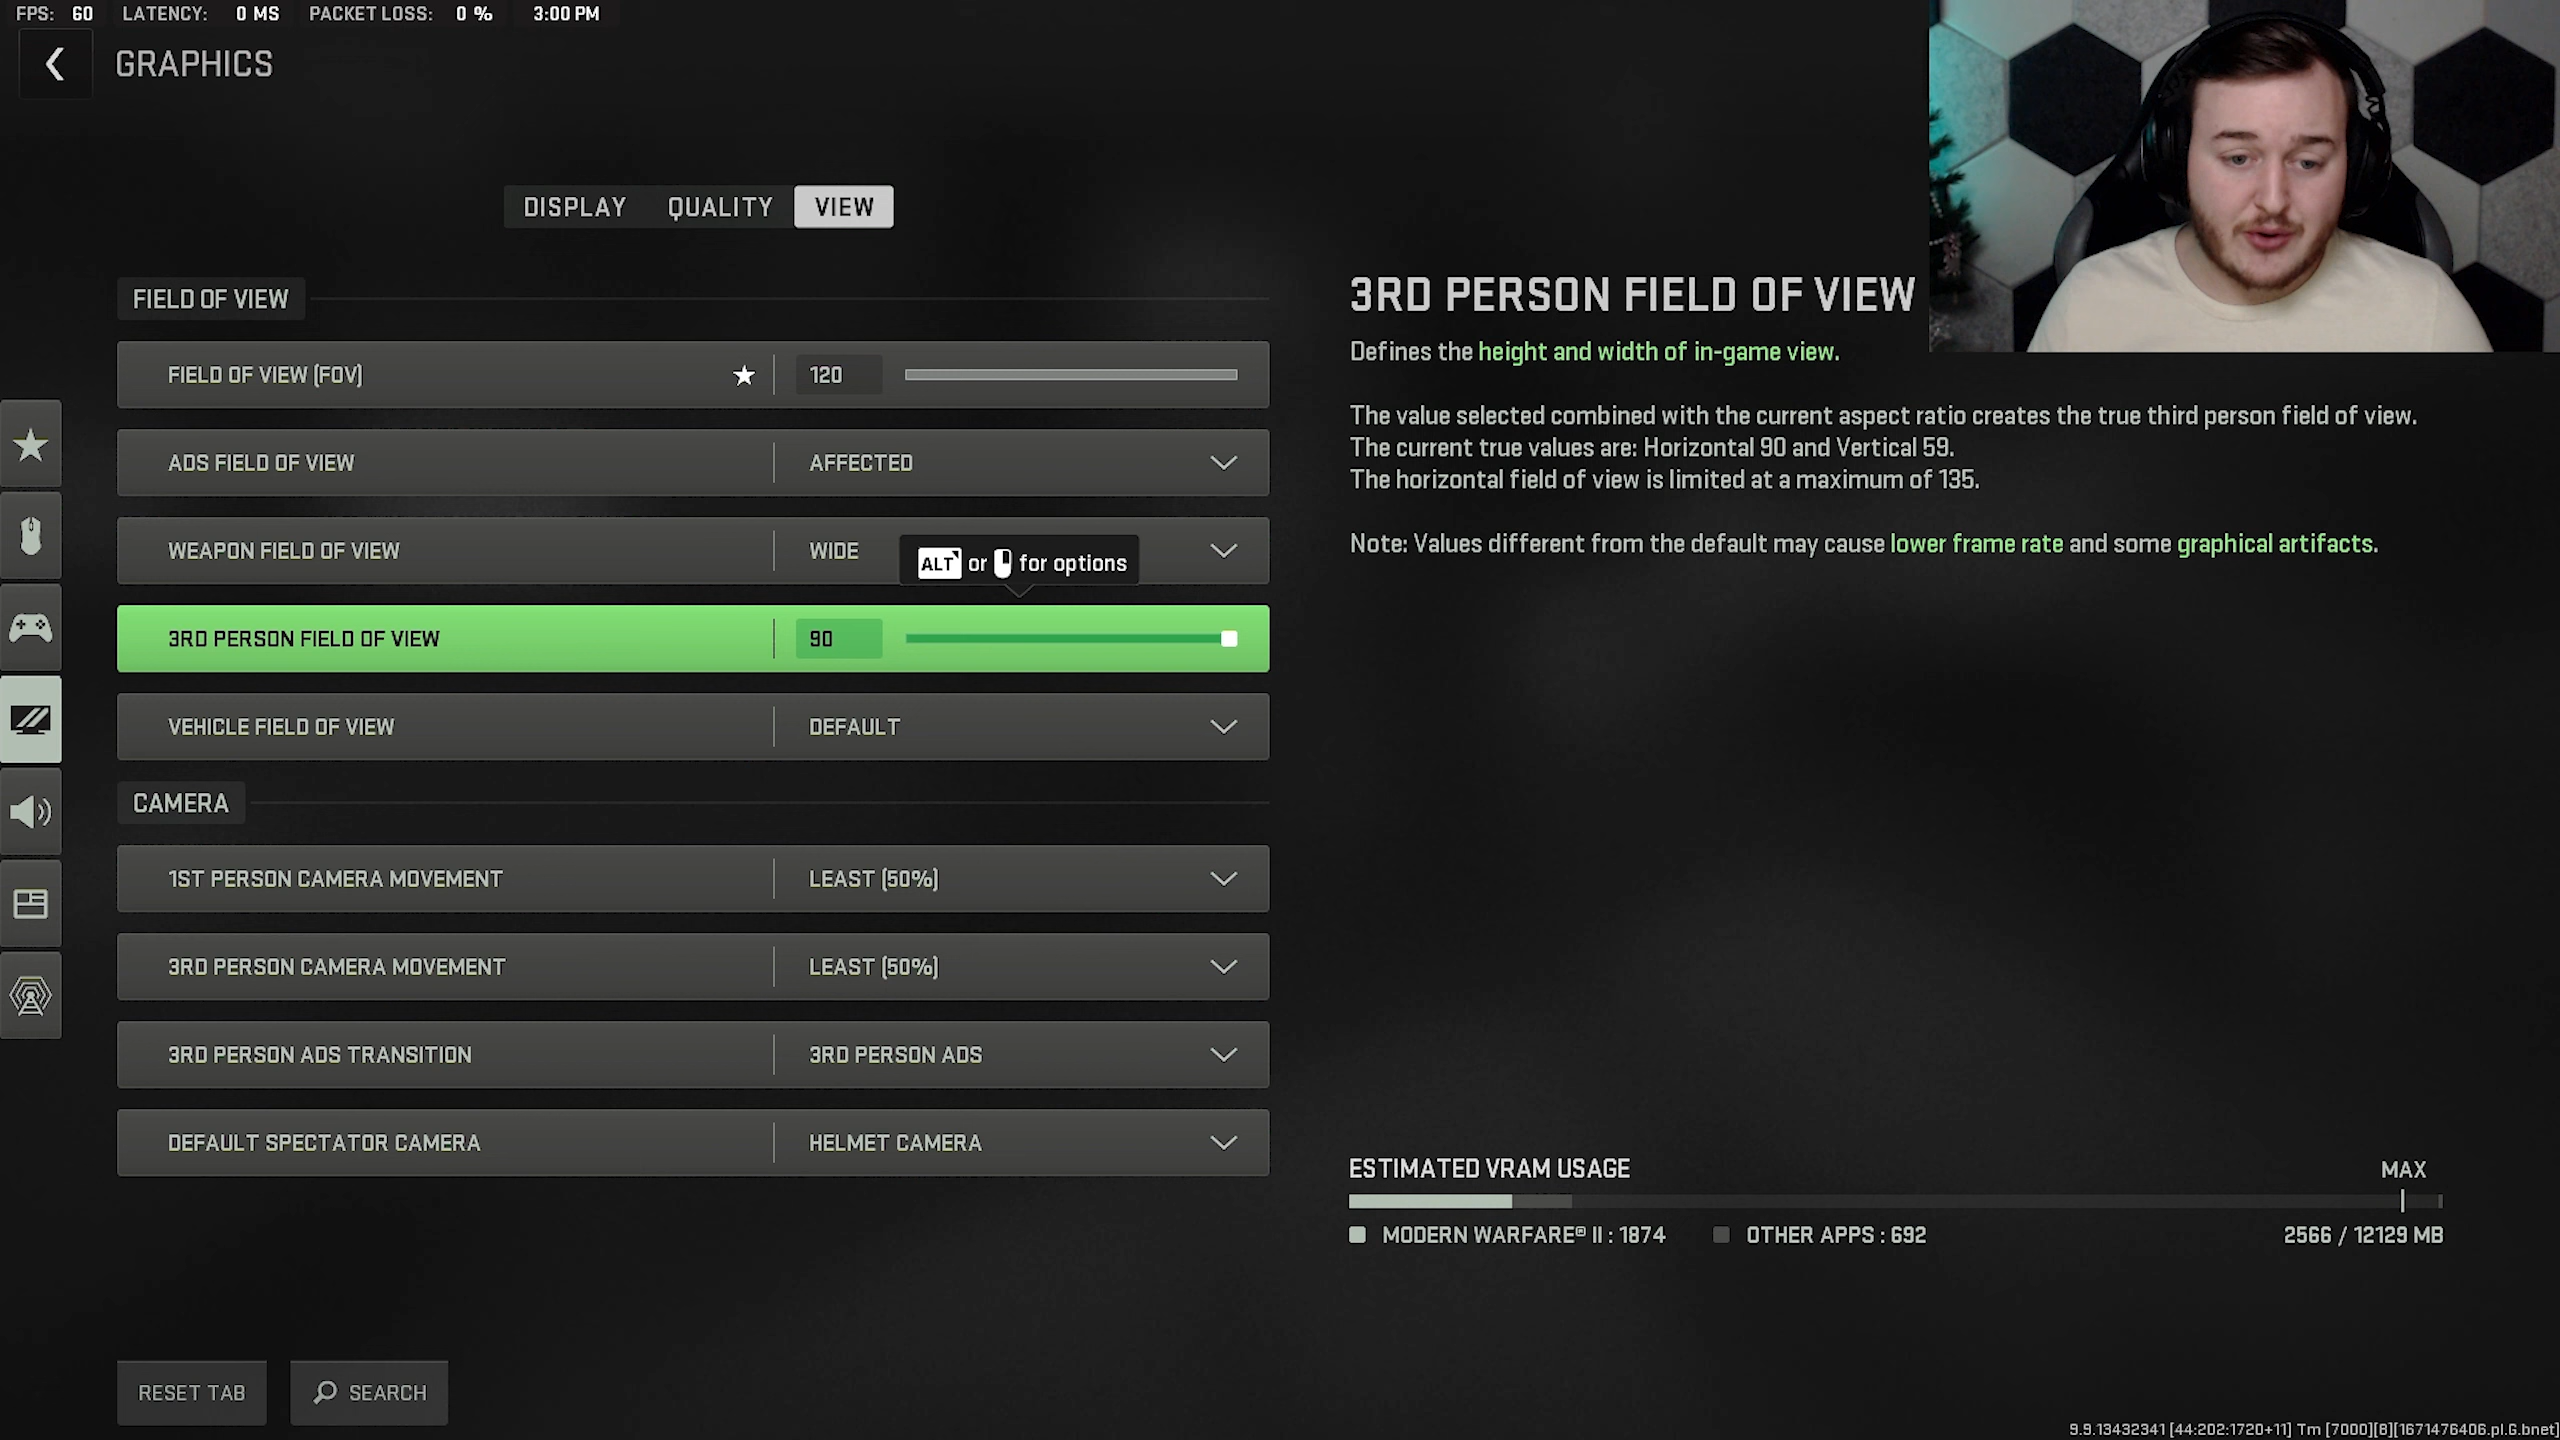 FPS: 60 LATENCY: 0 MS PACKET LOSS: 0 % 3:00 PM
GRAPHICS
DISPLAY QUALITY VIEW
FIELD OF VIEW
FIELD OF VIEW (FOV) 120
ADS FIELD OF VIEW AFFECTED
WEAPON FIELD OF VIEW WIDE
ALT or for options
3RD PERSON FIELD OF VIEW 90
VEHICLE FIELD OF VIEW DEFAULT
CAMERA
1ST PERSON CAMERA MOVEMENT LEAST (50%)
3RD PERSON CAMERA MOVEMENT LEAST (50%)
3RD PERSON ADS TRANSITION 3RD PERSON ADS
DEFAULT SPECTATOR CAMERA HELMET CAMERA
RESET TAB SEARCH
3RD PERSON FIELD OF VIEW
Defines the height and width of in-game view.
The value selected combined with the current aspect ratio creates the true third person field of view.
The current true values are: Horizontal 90 and Vertical 59.
The horizontal field of view is limited at a maximum of 135.
Note: Values different from the default may cause lower frame rate and some graphical artifacts.
ESTIMATED VRAM USAGE MAX
MODERN WARFARE® II : 1874 OTHER APPS : 692 2566 / 12129 MB
9.9.13432341 [44:202:1720+11] Tm [7000][8][1671476406.pl.G.bnet]